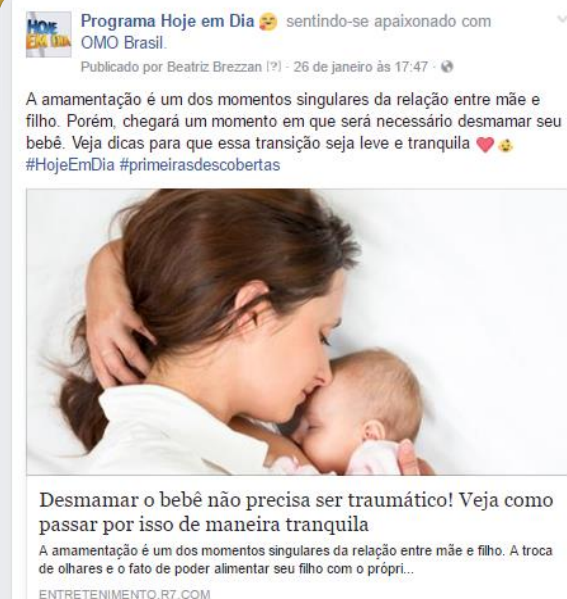 HOJE
EM DIA
Programa Hoje em Dia sentindo-se apaixonado com
OMO Brasil.
Publicado por Beatriz Brezzan [?] · 26 de janeiro às 17:47 ·
A amamentação é um dos momentos singulares da relação entre mãe e
filho. Porém, chegará um momento em que será necessário desmamar seu
bebê. Veja dicas para que essa transição seja leve e tranquila
#HojeEmDia #primeirasdescobertas
Desmamar o bebê não precisa ser traumático! Veja como
passar por isso de maneira tranquila
A amamentação é um dos momentos singulares da relação entre mãe e filho. A troca
de olhares e o fato de poder alimentar seu filho com o própri...
ENTRETENIMENTO.R7.COM